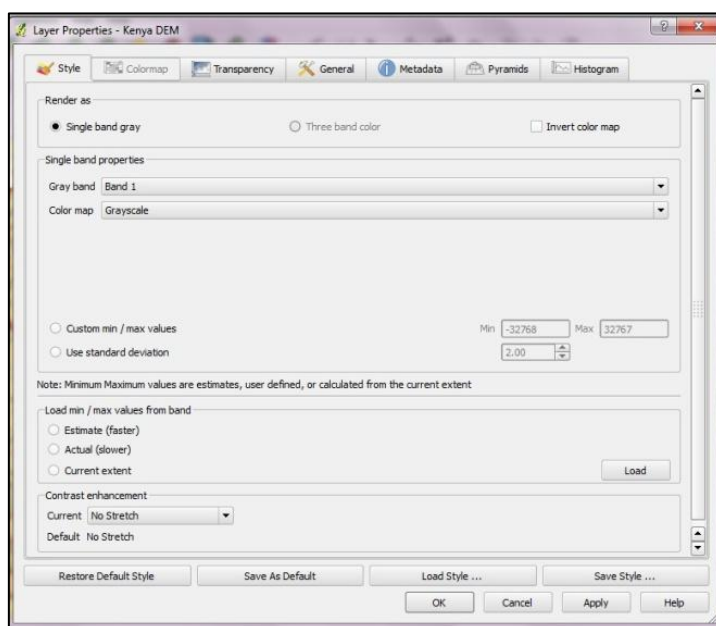 Layer Properties - Kenya DEM
Style Colormap Transparency General Metadata Pyramids Histogram
Render as
Single band gray Three band color Invert color map
Single band properties
Gray band Band 1
Color map Grayscale
Custom min / max values Min -32768 Max 32767
Use standard deviation 2.00
Note: Minimum Maximum values are estimates, user defined, or calculated from the current extent
Load min / max values from band
Estimate (faster)
Actual (slower)
Current extent Load
Contrast enhancement
Current No Stretch
Default No Stretch
Restore Default Style Save As Default Load Style ... Save Style ...
OK Cancel Apply Help